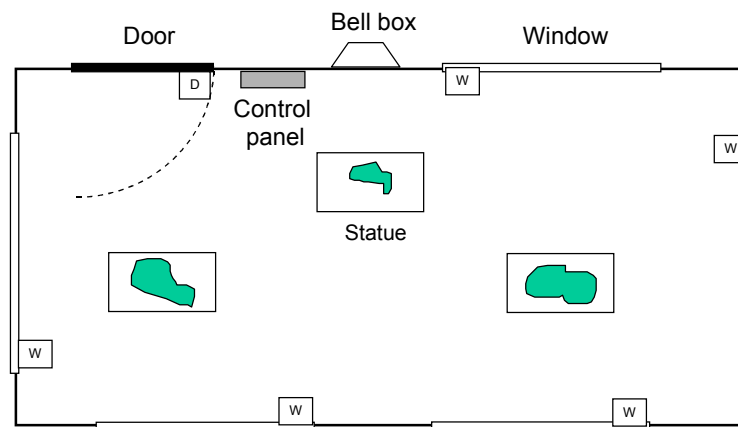 Bell box
Door
Window
D
W
Control
panel
W
Statue
W
W
W